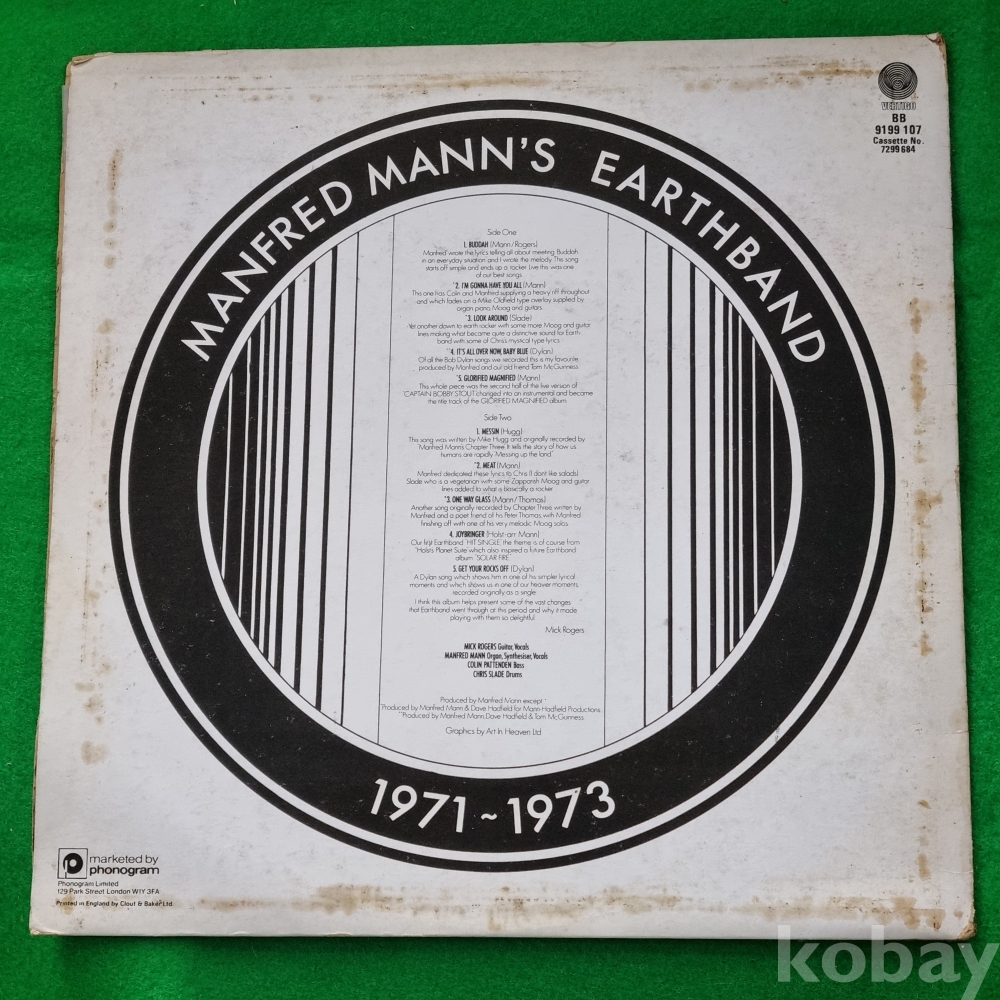 VERTIGO
BB
9199 107
Cassette No.
7299 684
MANFRED MANN'S EARTHBAND
Side One
1. BUDDAH (Mann/Rogers)
Manfred wrote the lyrics telling all about meeting Buddah
in an everyday situation and I wrote the melody. This song
starts off simple and ends up a rocker. Live this was one
of our best songs
*2. I'M GONNA HAVE YOU ALL (Mann)
This one has Colin and Manfred supplying a heavy riff throughout
and which fades on a Mike Oldfield type overlay supplied by
organ piano Moog and guitars
*3. LOOK AROUND (Slade)
Yet another down to earth rocker with some more Moog and guitar
lines making what became quite a distinctive sound for Earth
band with some of Chris's mystical type lyrics
*4. IT'S ALL OVER NOW, BABY BLUE (Dylan)
Of all the Bob Dylan songs we recorded this is my favourite
produced by Manfred and our old friend Tom McGuinness
*5. GLORIFIED MAGNIFIED (Mann)
This whole piece was the second half of the live version of
'CAPTAIN BOBBY STOUT' changed into an instrumental and became
the title track of the GLORIFIED MAGNIFIED album
Side Two
1. MESSIN (Hugg)
This song was written by Mike Hugg and originally recorded by
'Manfred Mann's Chapter Three'. It tells the story of how us
humans are rapidly "Messing up the land"
*2. MEAT (Mann)
Manfred dedicated these lyrics to Chris (I don't like salads)
Slade who is a vegetarian with some Zapparish Moog and guitar
lines added to what is basically a rocker
*3. ONE WAY GLASS (Mann/Thomas)
Another song originally recorded by Chapter Three written by
Manfred and a poet friend of his Peter Thomas, with Manfred
finishing off with one of his very melodic Moog solos
4. JOYBRINGER (Holst-arr Mann)
Our first Earthband 'HIT SINGLE' the theme is of course from
'Holst's Planet Suite' which also inspired a future Earthband
album 'SOLAR FIRE'
5. GET YOUR ROCKS OFF (Dylan)
A Dylan song which shows him in one of his simpler lyrical
moments and which shows us in one of our heavier moments
recorded originally as a single
I think this album helps present some of the vast changes
that Earthband went through at this period and why it made
playing with them so delightful
Mick Rogers
MICK ROGERS Guitar, Vocals
MANFRED MANN Organ, Synthesiser, Vocals
COLIN PATTENDEN Bass
CHRIS SLADE Drums
Produced by Manfred Mann except:
*Produced by Manfred Mann & Dave Hadfield for Mann Hadfield Productions
**Produced by Manfred Mann, Dave Hadfield & Tom McGuinness
Graphics by Art In Heaven Ltd
1971~1973
marketed by
phonogram
Phonogram Limited
129 Park Street London W1Y 3FA
Printed in England by Clout & Baker Ltd.
kobay